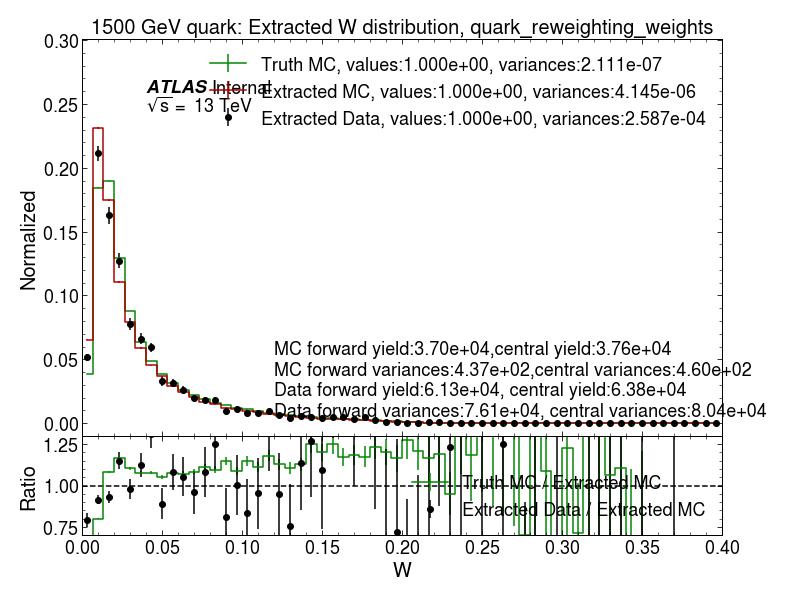 1500 GeV quark: Extracted W distribution, quark_reweighting_weights
Truth MC, values:1.000e+00, variances:2.111e-07
ATLAS Internal
Extracted MC, values:1.000e+00, variances:4.145e-06
√s = 13 TeV
Extracted Data, values:1.000e+00, variances:2.587e-04
0.30
0.25
0.20
0.15
0.10
0.05
0.00
Normalized
MC forward yield:3.70e+04,central yield:3.76e+04
MC forward variances:4.37e+02,central variances:4.60e+02
Data forward yield:6.13e+04, central yield:6.38e+04
Data forward variances:7.61e+04, central variances:8.04e+04
1.25
1.00
0.75
Ratio
Truth MC / Extracted MC
Extracted Data / Extracted MC
0.00 0.05 0.10 0.15 0.20 0.25 0.30 0.35 0.40
W